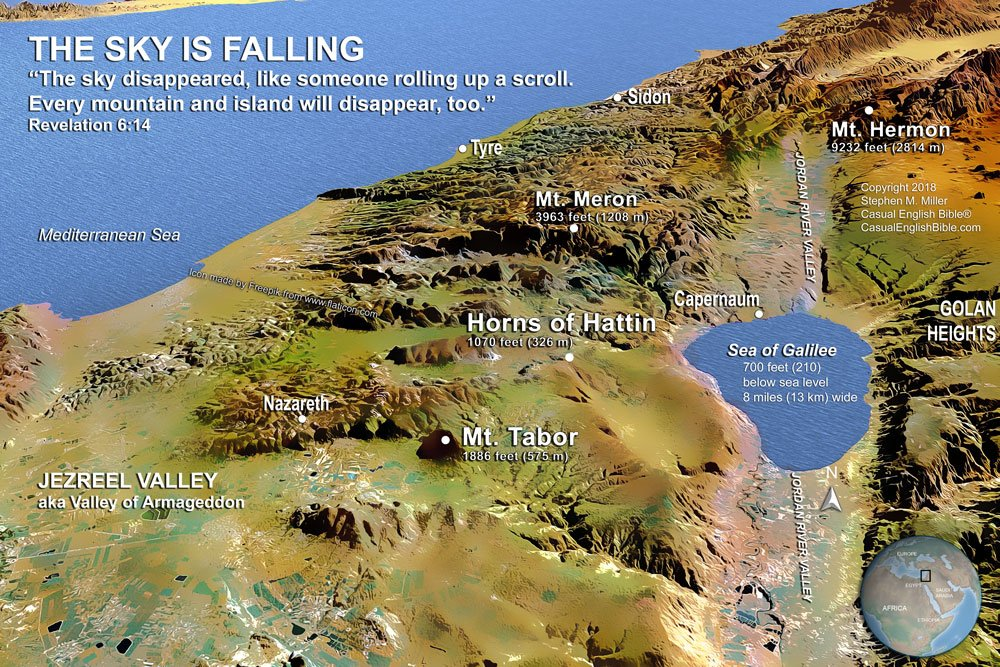 THE SKY IS FALLING
“The sky disappeared, like someone rolling up a scroll.
Every mountain and island will disappear, too.”
Revelation 6:14
Sidon
Mt. Hermon
9232 feet (2814 m)
Tyre
JORDAN RIVER VALLEY
Copyright 2018
Stephen M. Miller
Casual English Bible®
CasualEnglishBible.com
Mt. Meron
3963 feet (1208 m)
Mediterranean Sea
Icon made by Freepik from www.flaticon.com
Capernaum
GOLAN
HEIGHTS
Horns of Hattin
1070 feet (326 m)
Sea of Galilee
700 feet (210)
below sea level
8 miles (13 km) wide
Nazareth
Mt. Tabor
1886 feet (575 m)
JEZREEL VALLEY
aka Valley of Armageddon
N
JORDAN RIVER VALLEY
EUROPE
EGYPT
SAUDI
ARABIA
AFRICA
ETHIOPIA